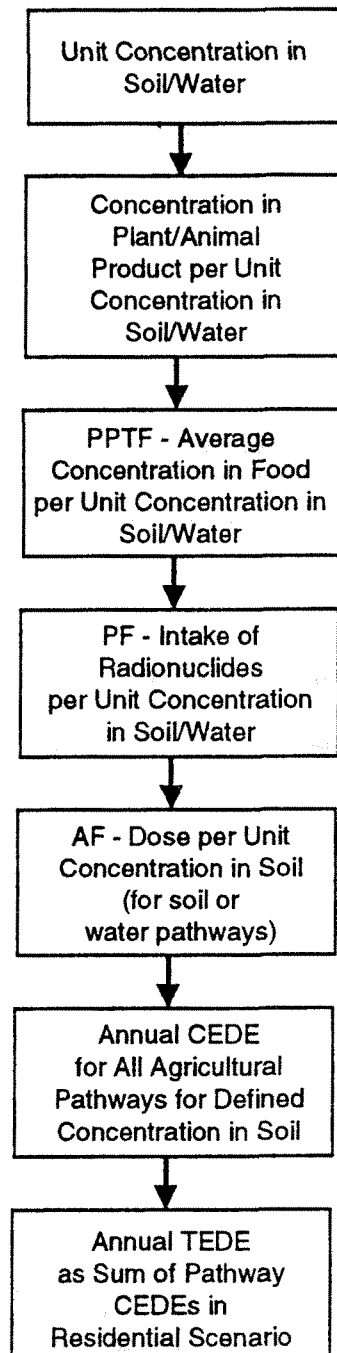 Unit Concentration in
Soil/Water
Concentration in
Plant/Animal
Product per Unit
Concentration in
Soil/Water
PPTF - Average
Concentration in Food
per Unit Concentration in
Soil/Water
PF - Intake of
Radionuclides
per Unit Concentration
in Soil/Water
AF - Dose per Unit
Concentration in Soil
(for soil or
water pathways)
Annual CEDE
for All Agricultural
Pathways for Defined
Concentration in Soil
Annual TEDE
as Sum of Pathway
CEDEs in
Residential Scenario